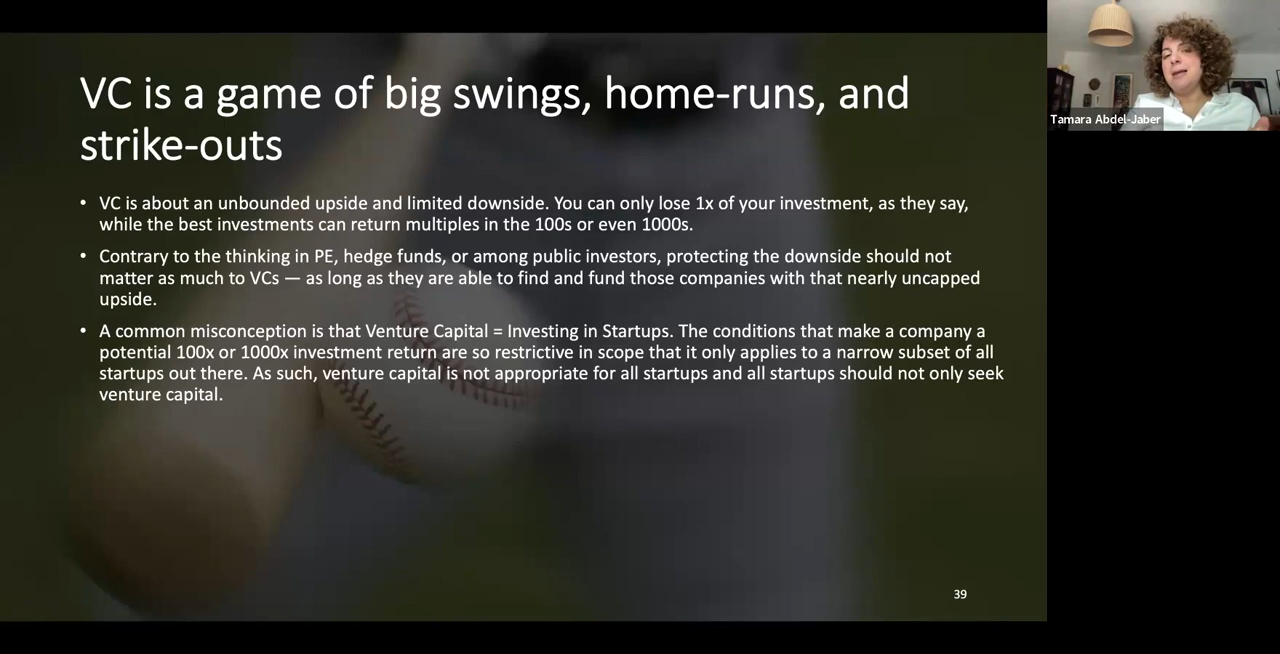 VC is a game of big swings, home-runs, and
strike-outs
• VC is about an unbounded upside and limited downside. You can only lose 1x of your investment, as they say,
while the best investments can return multiples in the 100s or even 1000s.
• Contrary to the thinking in PE, hedge funds, or among public investors, protecting the downside should not
matter as much to VCs — as long as they are able to find and fund those companies with that nearly uncapped
upside.
• A common misconception is that Venture Capital = Investing in Startups. The conditions that make a company a
potential 100x or 1000x investment return are so restrictive in scope that it only applies to a narrow subset of all
startups out there. As such, venture capital is not appropriate for all startups and all startups should not only seek
venture capital.
39
Tamara Abdel-Jaber